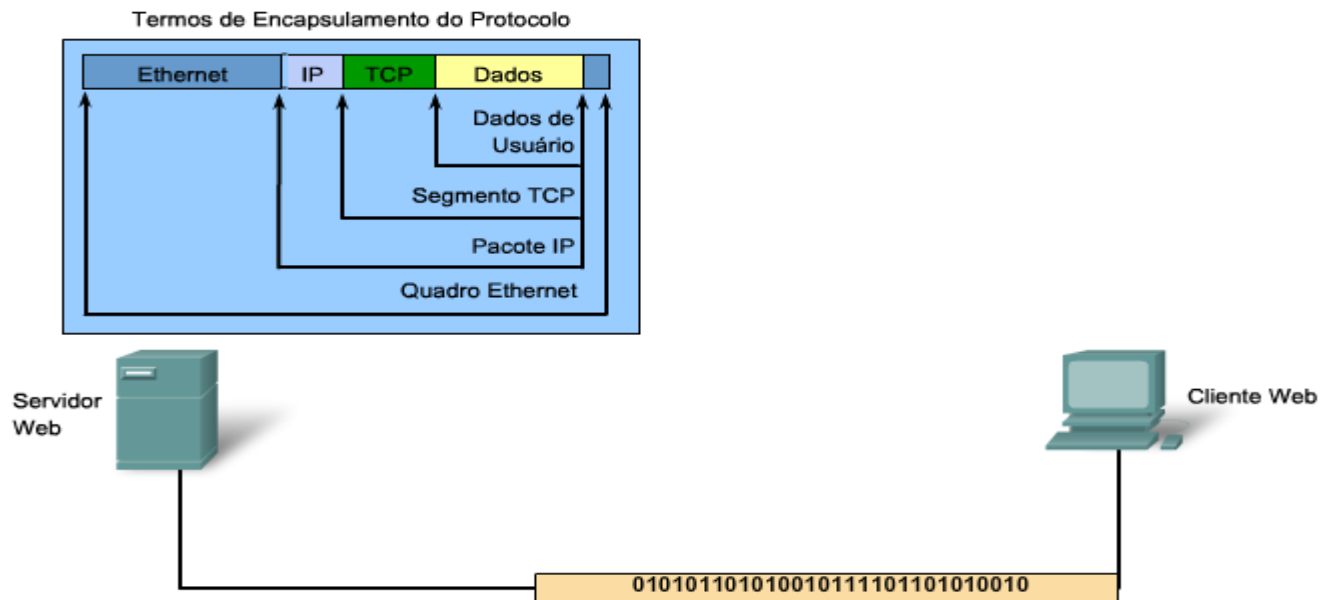 Termos de Encapsulamento do Protocolo
Ethernet IP TCP Dados
Dados de
Usuário
Segmento TCP
Pacote IP
Quadro Ethernet
Servidor
Web
Cliente Web
010101101010010111101101010010